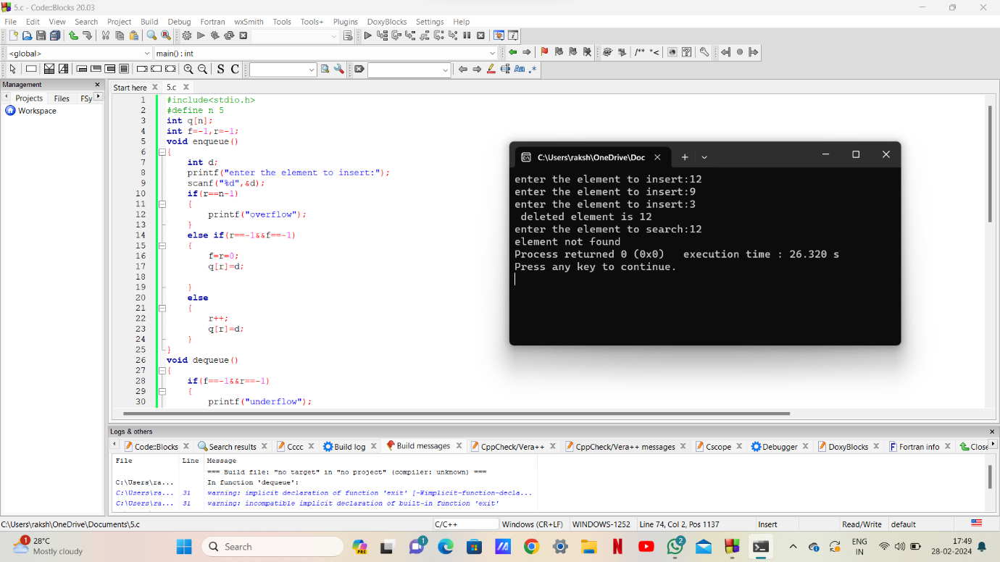 5.c - Code::Blocks 20.03
File Edit View Search Project Build Debug Fortran wxSmith Tools Tools+ Plugins DoxyBlocks Settings Help
<global> main() : int
/** *<
S C Aa .*
Management
Projects Files FSy
Workspace
Start here 5.c
1 #include<stdio.h>
2 #define n 5
3 int q[n];
4 int f=-1,r=-1;
5 void enqueue()
6 {
7 int d;
8 printf("enter the element to insert:");
9 scanf("%d",&d);
10 if(r==n-1)
11 {
12 printf("overflow");
13 }
14 else if(r==-1&&f==-1)
15 {
16 f=r=0;
17 q[r]=d;
18
19 }
20 else
21 {
22 r++;
23 q[r]=d;
24 }
25 }
26 void dequeue()
27 {
28 if(f==-1&&r==-1)
29 {
30 printf("underflow");
C:\Users\raksh\OneDrive\Doc
enter the element to insert:12
enter the element to insert:9
enter the element to insert:3
deleted element is 12
enter the element to search:12
element not found
Process returned 0 (0x0) execution time : 26.320 s
Press any key to continue.
Logs & others
Code::Blocks Search results Cccc Build log Build messages CppCheck/Vera++ CppCheck/Vera++ messages Cscope Debugger DoxyBlocks Fortran info Close
File Line Message
=== Build file: "no target" in "no project" (compiler: unknown) ===
C:\Users\ra... In function 'dequeue':
C:\Users\ra... 31 warning: implicit declaration of function 'exit' [-Wimplicit-function-decla...
C:\Users\ra... 31 warning: incompatible implicit declaration of built-in function 'exit'
C:\Users\raksh\OneDrive\Documents\5.c C/C++ Windows (CR+LF) WINDOWS-1252 Line 74, Col 2, Pos 1137 Insert Read/Write default
1 28°C
Mostly cloudy
Search
PRE
1
N
2
ENG
IN
17:49
28-02-2024